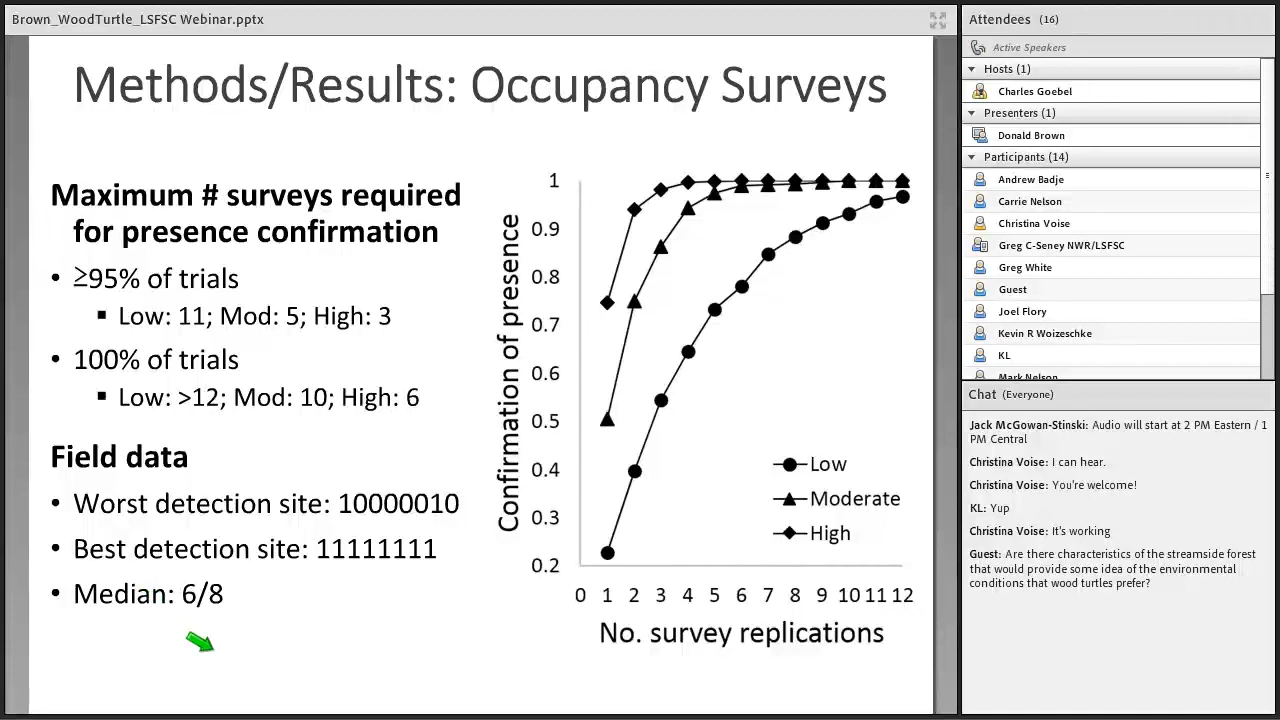 Brown_WoodTurtle_LSFSC Webinar.pptx
Methods/Results: Occupancy Surveys
Maximum # surveys required
for presence confirmation
• ≥95% of trials
▪ Low: 11; Mod: 5; High: 3
• 100% of trials
▪ Low: >12; Mod: 10; High: 6
Field data
• Worst detection site: 10000010
• Best detection site: 11111111
• Median: 6/8
Confirmation of presence
1
0.9
0.8
0.7
0.6
0.5
0.4
0.3
0.2
Low
Moderate
High
0 1 2 3 4 5 6 7 8 9 10 11 12
No. survey replications
Attendees (16)
Active Speakers
Hosts (1)
Charles Goebel
Presenters (1)
Donald Brown
Participants (14)
Andrew Badje
Carrie Nelson
Christina Voise
Greg C-Seney NWR/LSFSC
Greg White
Guest
Joel Flory
Kevin R Woizeschke
KL
Mark Nelson
Chat (Everyone)
Jack McGowan-Stinski: Audio will start at 2 PM Eastern / 1
PM Central
Christina Voise: I can hear.
Christina Voise: You're welcome!
KL: Yup
Christina Voise: It's working
Guest: Are there characteristics of the streamside forest
that would provide some idea of the environmental
conditions that wood turtles prefer?